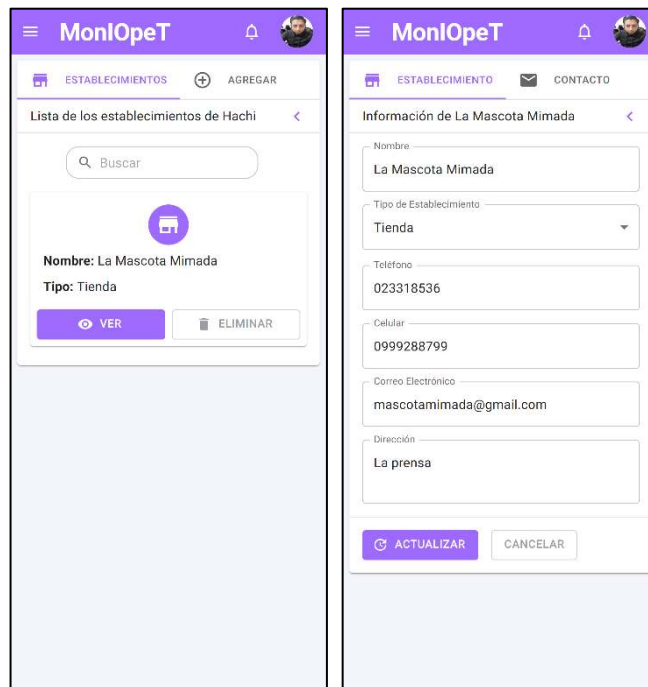 MonIOpeT
ESTABLECIMIENTOS AGREGAR
Lista de los establecimientos de Hachi
Buscar
Nombre: La Mascota Mimada
Tipo: Tienda
VER ELIMINAR
MonIOpeT
ESTABLECIMIENTO CONTACTO
Información de La Mascota Mimada
Nombre
La Mascota Mimada
Tipo de Establecimiento
Tienda
Teléfono
023318536
Celular
0999288799
Correo Electrónico
mascotamimada@gmail.com
Dirección
La prensa
ACTUALIZAR CANCELAR